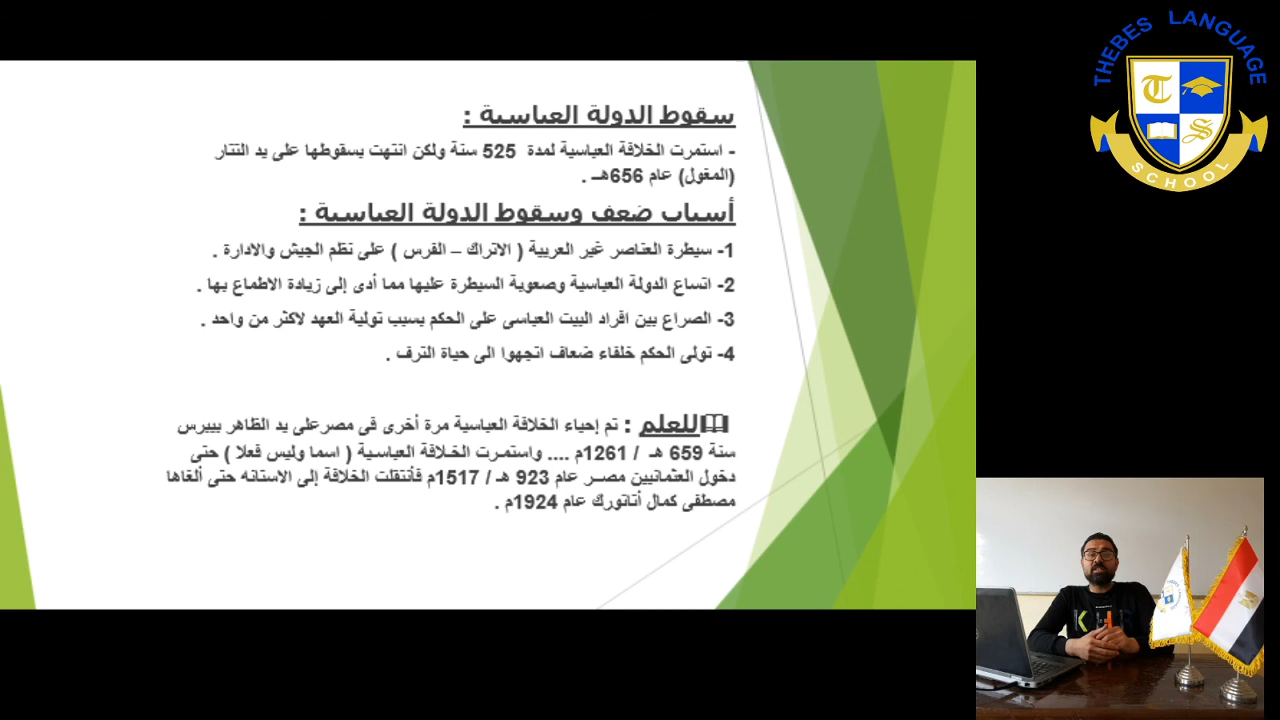 سقوط الدولة العباسية :
- استمرت الخلافة العباسية لمدة 525 سنة ولكن انتهت بسقوطها على يد التتار
(المغول) عام 656هـ .
أسباب ضعف وسقوط الدولة العباسية :
1- سيطرة العناصر غير العربية ( الاتراك – الفرس ) على نظم الجيش والادارة .
2- اتساع الدولة العباسية وصعوبة السيطرة عليها مما أدى إلى زيادة الاطماع بها .
3- الصراع بين افراد البيت العباسى على الحكم بسبب تولية العهد لاكثر من واحد .
4- تولى الحكم خلفاء ضعاف اتجهوا الى حياة الترف .
للعلم : تم إحياء الخلافة العباسية مرة أخرى فى مصرعلى يد الظاهر بيبرس
سنة 659 هـ / 1261م .... واستمرت الخلافة العباسية ( اسما وليس فعلا ) حتى
دخول العثمانيين مصر عام 923 هـ / 1517م فأنتقلت الخلافة إلى الاستانه حتى ألغاها
مصطفى كمال أتاتورك عام 1924م .
THEBES LANGUAGE
T
S
SCHOOL